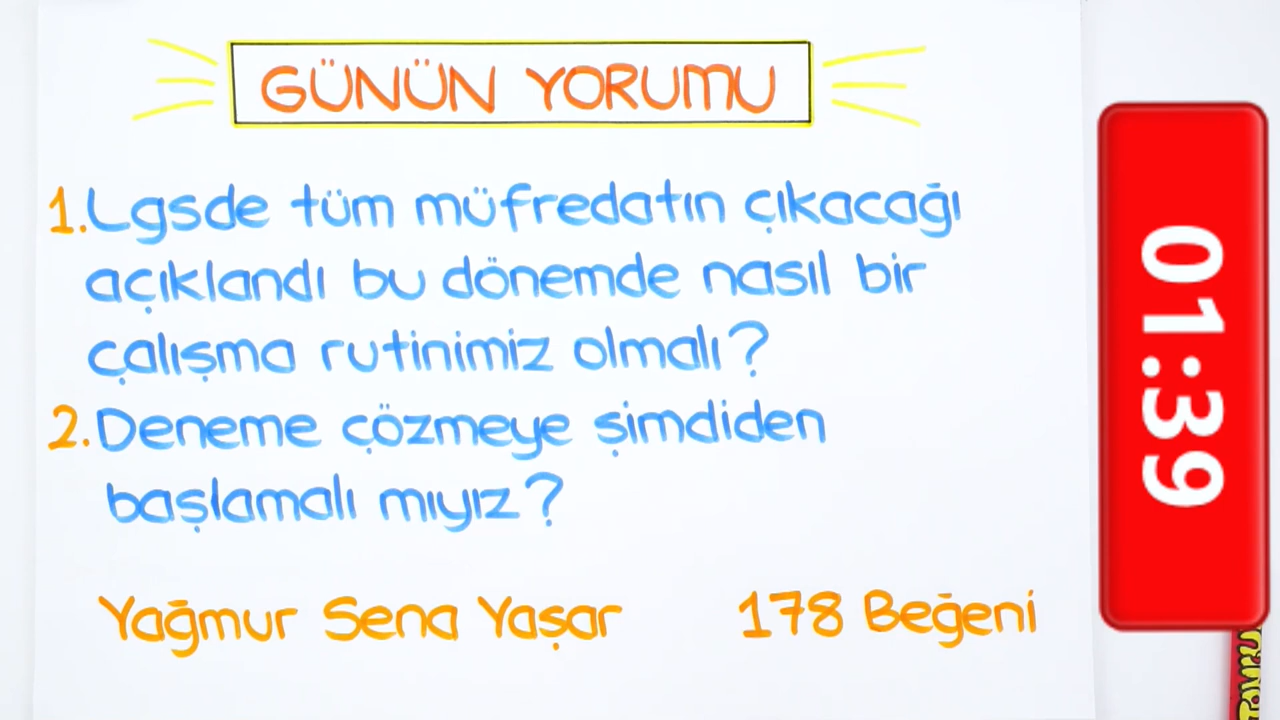 GÜNÜN YORUMU
1.Lgsde tüm müfredatın çıkacağı
açıklandı bu dönemde nasıl bir
çalışma rutinimiz olmalı?
2.Deneme çözmeye şimdiden
başlamalı mıyız?
Yağmur Sena Yaşar 178 Beğeni
01:39